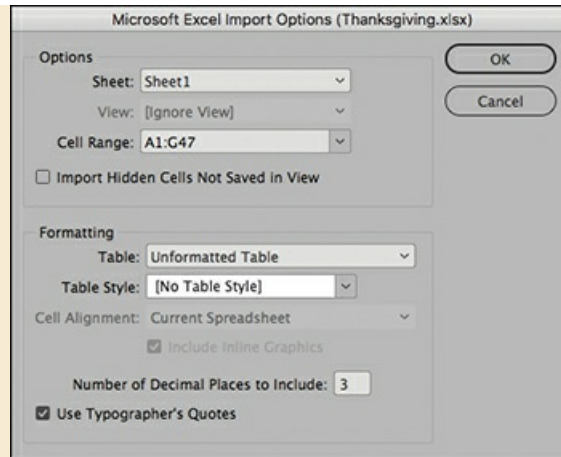 Microsoft Excel Import Options (Thanksgiving.xlsx)
Options
Sheet: Sheet1
View: [Ignore View]
Cell Range: A1:G47
Import Hidden Cells Not Saved in View
OK
Cancel
Formatting
Table: Unformatted Table
Table Style: [No Table Style]
Cell Alignment: Current Spreadsheet
Include Inline Graphics
Number of Decimal Places to Include: 3
Use Typographer's Quotes